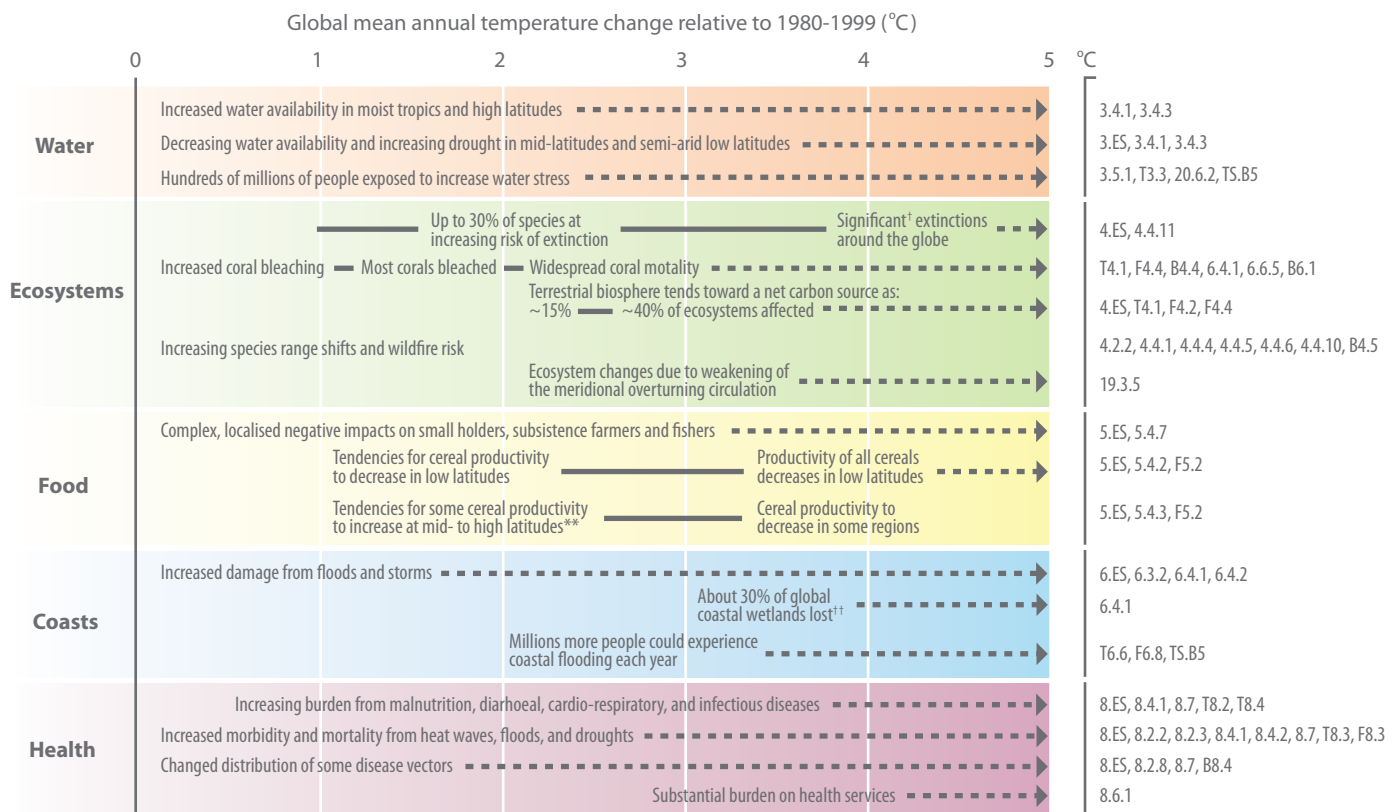 Global mean annual temperature change relative to 1980-1999 (°C)
0 1 2 3 4 5 °C
Water
Increased water availability in moist tropics and high latitudes
3.4.1, 3.4.3
Decreasing water availability and increasing drought in mid-latitudes and semi-arid low latitudes
3.ES, 3.4.1, 3.4.3
Hundreds of millions of people exposed to increase water stress
3.5.1, T3.3, 20.6.2, TS.B5
Ecosystems
Up to 30% of species at
increasing risk of extinction
Significant† extinctions
around the globe
4.ES, 4.4.11
Increased coral bleaching
Most corals bleached
Widespread coral motality
T4.1, F4.4, B4.4, 6.4.1, 6.6.5, B6.1
Terrestrial biosphere tends toward a net carbon source as:
~15% ~40% of ecosystems affected
4.ES, T4.1, F4.2, F4.4
Increasing species range shifts and wildfire risk
4.2.2, 4.4.1, 4.4.4, 4.4.5, 4.4.6, 4.4.10, B4.5
Ecosystem changes due to weakening of
the meridional overturning circulation
19.3.5
Food
Complex, localised negative impacts on small holders, subsistence farmers and fishers
5.ES, 5.4.7
Tendencies for cereal productivity
to decrease in low latitudes
Productivity of all cereals
decreases in low latitudes
5.ES, 5.4.2, F5.2
Tendencies for some cereal productivity
to increase at mid- to high latitudes**
Cereal productivity to
decrease in some regions
5.ES, 5.4.3, F5.2
Coasts
Increased damage from floods and storms
6.ES, 6.3.2, 6.4.1, 6.4.2
About 30% of global
coastal wetlands lost††
6.4.1
Millions more people could experience
coastal flooding each year
T6.6, F6.8, TS.B5
Health
Increasing burden from malnutrition, diarhoeal, cardio-respiratory, and infectious diseases
8.ES, 8.4.1, 8.7, T8.2, T8.4
Increased morbidity and mortality from heat waves, floods, and droughts
8.ES, 8.2.2, 8.2.3, 8.4.1, 8.4.2, 8.7, T8.3, F8.3
Changed distribution of some disease vectors
8.ES, 8.2.8, 8.7, B8.4
Substantial burden on health services
8.6.1